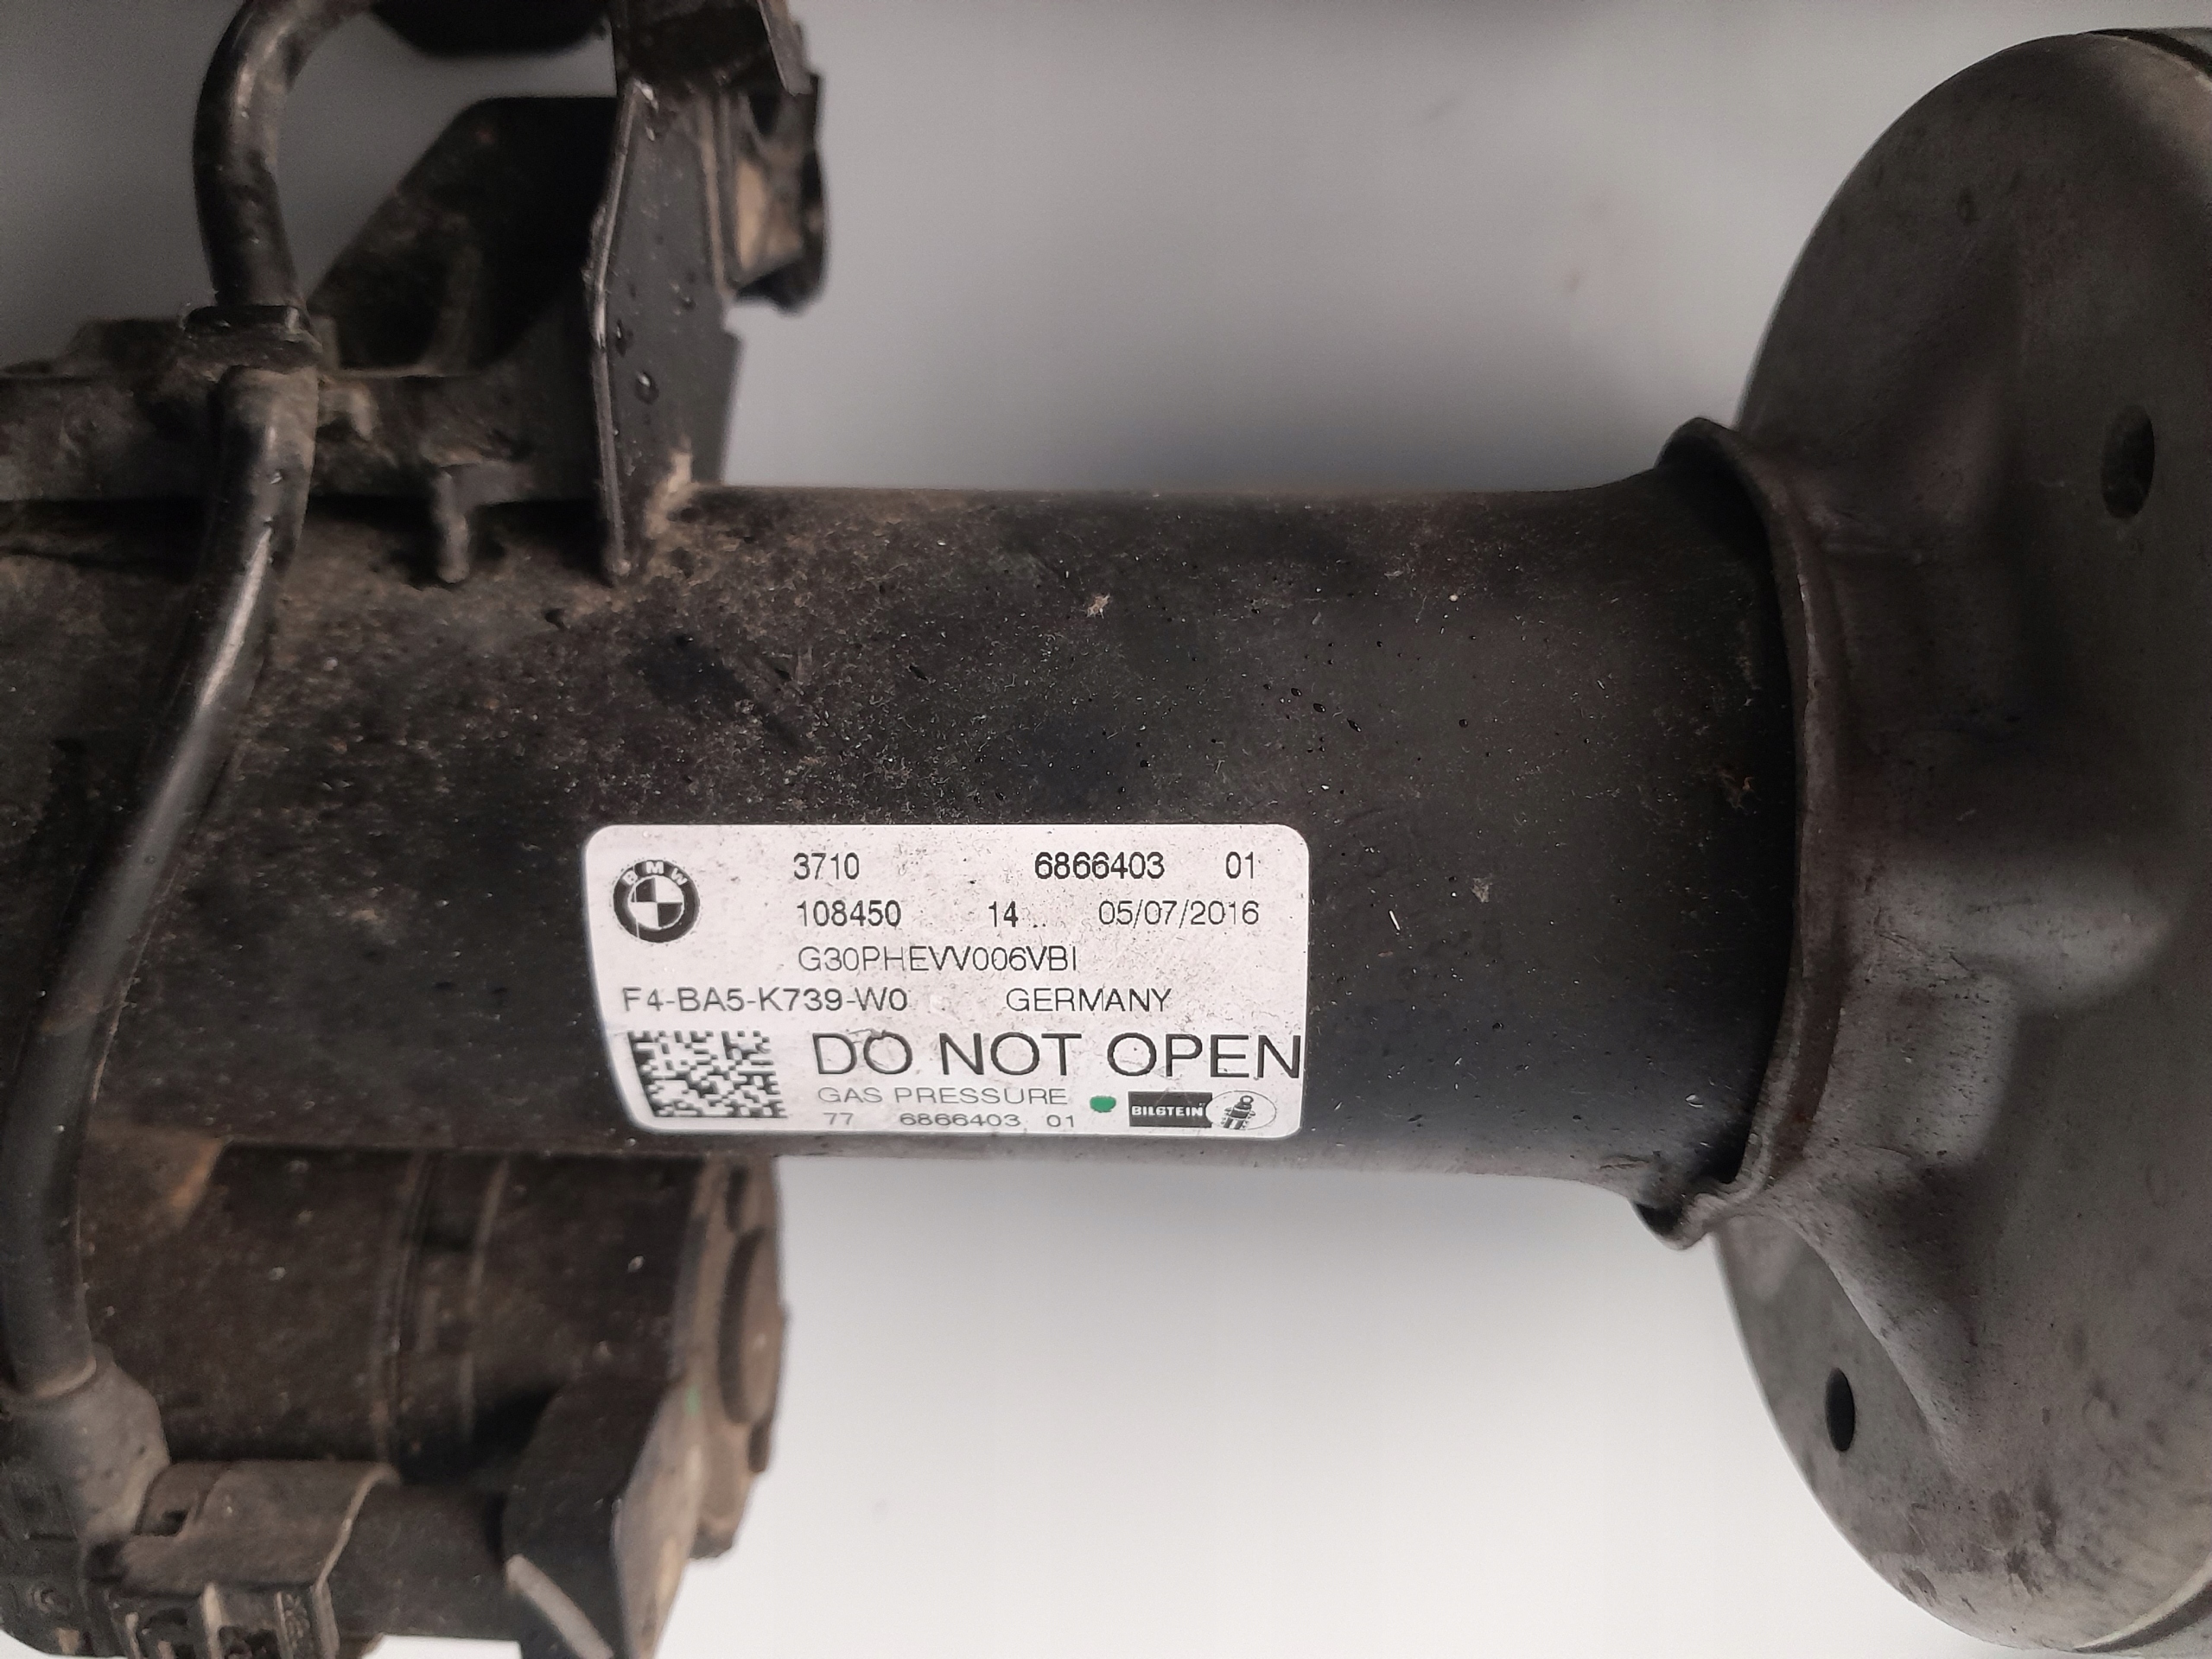 BMW
3710 6866403 01
108450 14 05/07/2016
G30PHEVV006VBI
F4-BA5-K739-W0 GERMANY
DO NOT OPEN
GAS PRESSURE
77 6866403 01
BILSTEIN